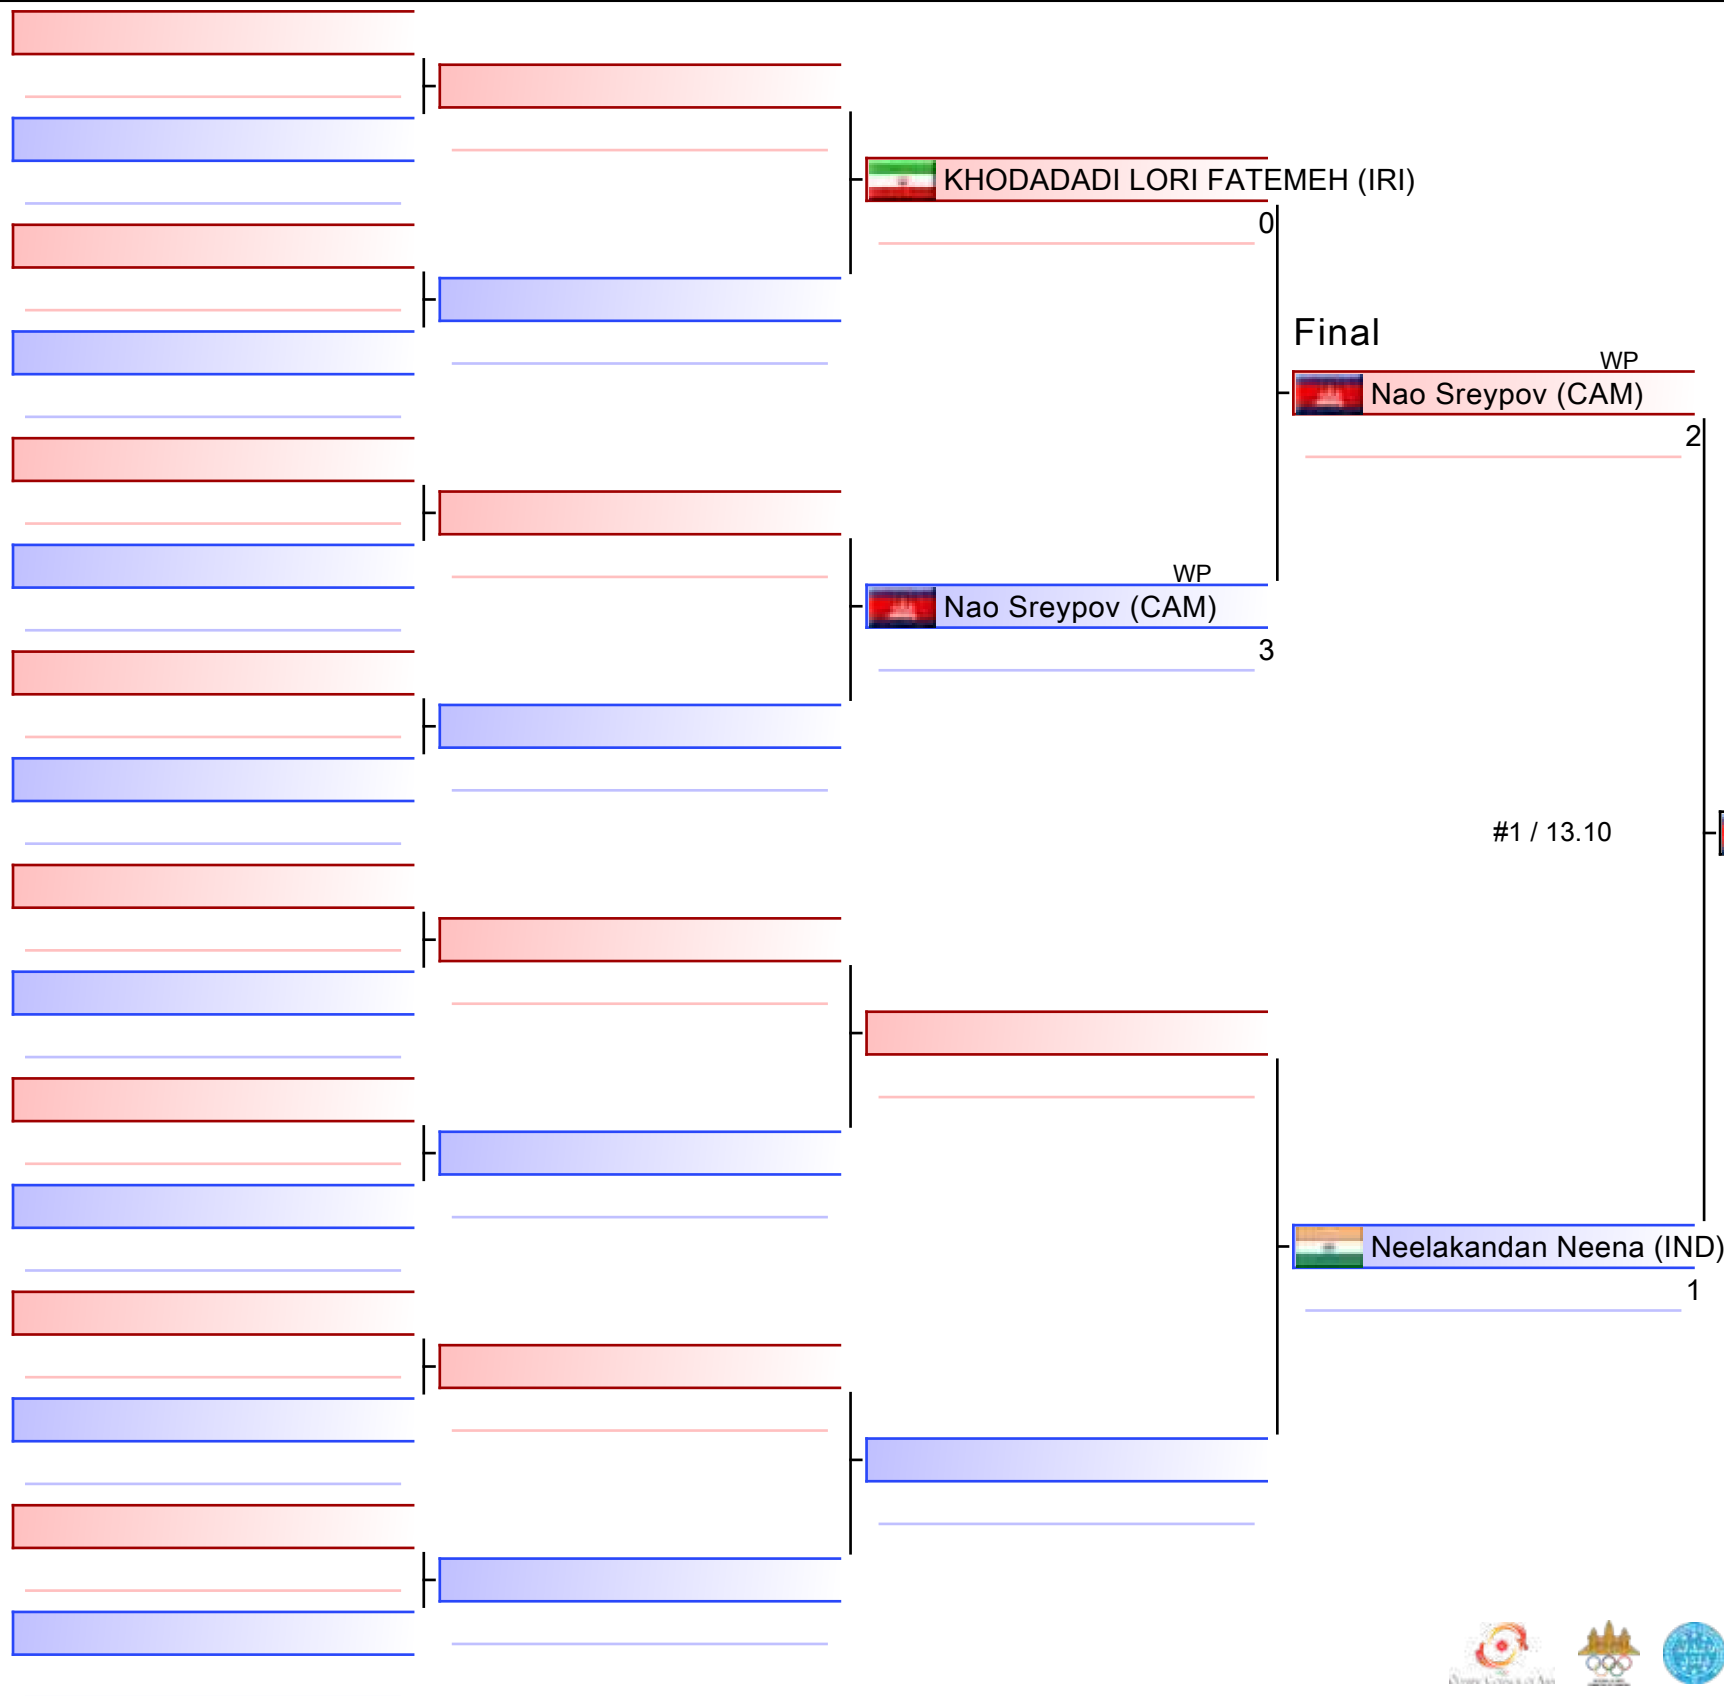 KHODADADI LORI FATEMEH (IRI)
0
Final
WP
Nao Sreypov (CAM)
2
WP
Nao Sreypov (CAM)
3
#1 / 13.10
Neelakandan Neena (IND)
1